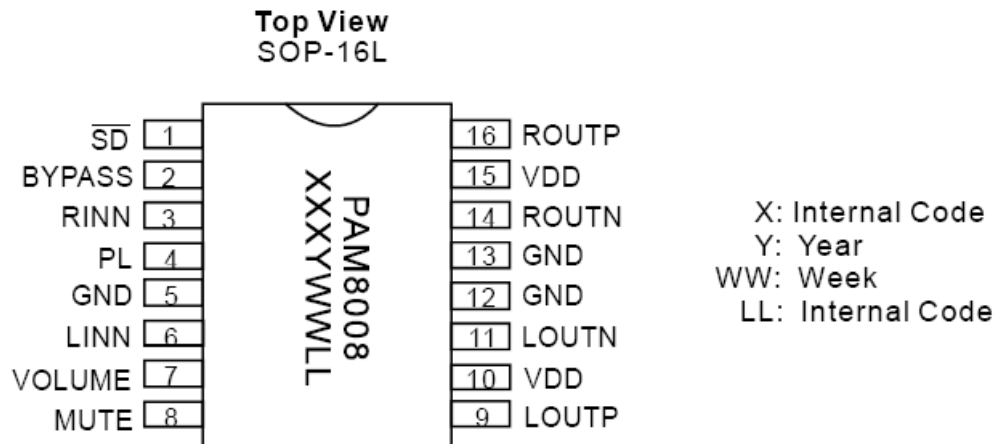 Top View
SOP-16L
S̅D̅ 1
BYPASS 2
RINN 3
PL 4
GND 5
LINN 6
VOLUME 7
MUTE 8
PAM8008
XXXYWWLL
16 ROUTP
15 VDD
14 ROUTN
13 GND
12 GND
11 LOUTN
10 VDD
9 LOUTP
X: Internal Code
Y: Year
WW: Week
LL: Internal Code